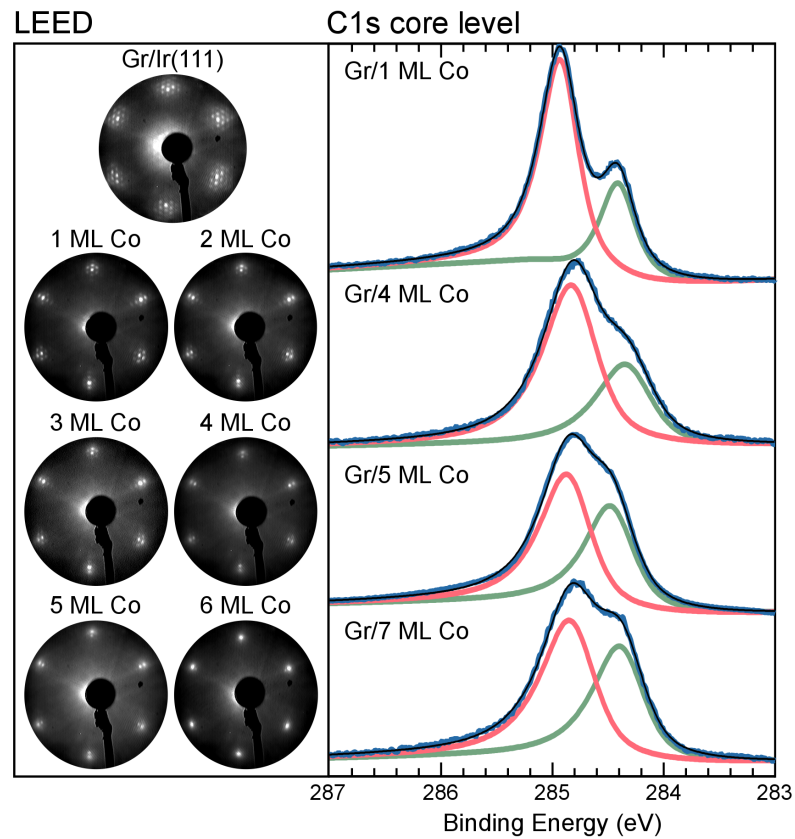 LEED
C1s core level
Gr/Ir(111)
1 ML Co
2 ML Co
3 ML Co
4 ML Co
5 ML Co
6 ML Co
Gr/1 ML Co
Gr/4 ML Co
Gr/5 ML Co
Gr/7 ML Co
287 286 285 284 283
Binding Energy (eV)